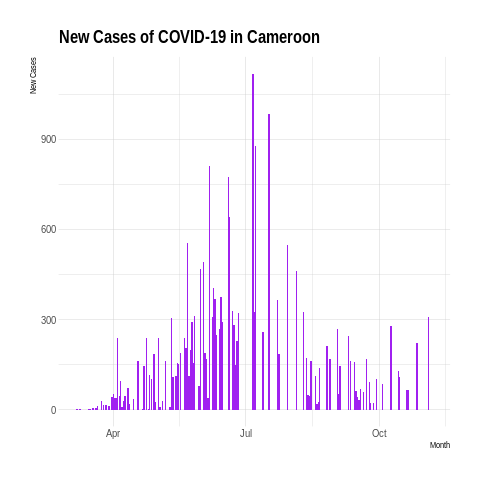 New Cases of COVID-19 in Cameroon
New Cases
900
600
300
0
Apr
Jul
Oct
Month